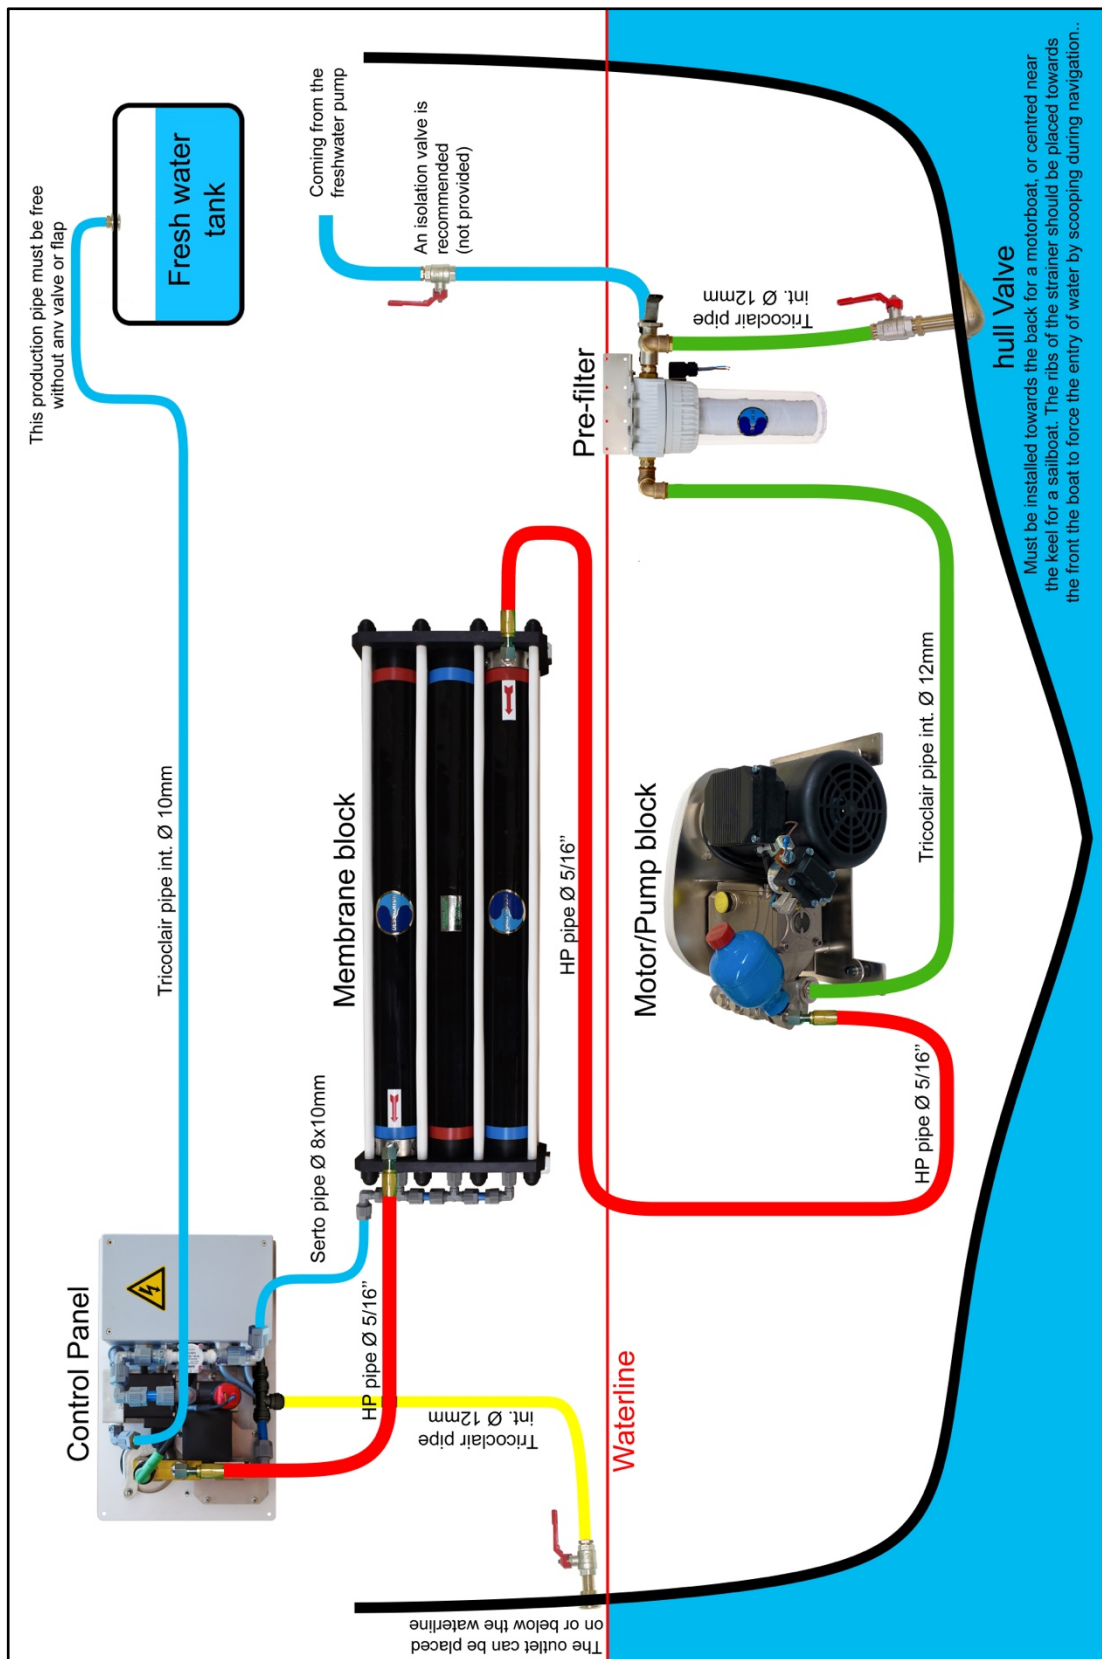 This production pipe must be free
without anv valve or flap
Fresh water
tank
Coming from the
freshwater pump
An isolation valve is
recommended
(not provided)
Tricoclair pipe int. Ø 10mm
Control Panel
Serto pipe Ø 8x10mm
Membrane block
HP pipe Ø 5/16”
Tricoclair pipe
int. Ø 12mm
HP pipe Ø 5/16”
Pre-filter
Tricoclair pipe
int. Ø 12mm
Waterline
The outlet can be placed
on or below the waterline
Motor/Pump block
HP pipe Ø 5/16”
Tricoclair pipe int. Ø 12mm
hull Valve
Must be installed towards the back for a motorboat, or centred near
the keel for a sailboat. The ribs of the strainer should be placed towards
the front the boat to force the entry of water by scooping during navigation..